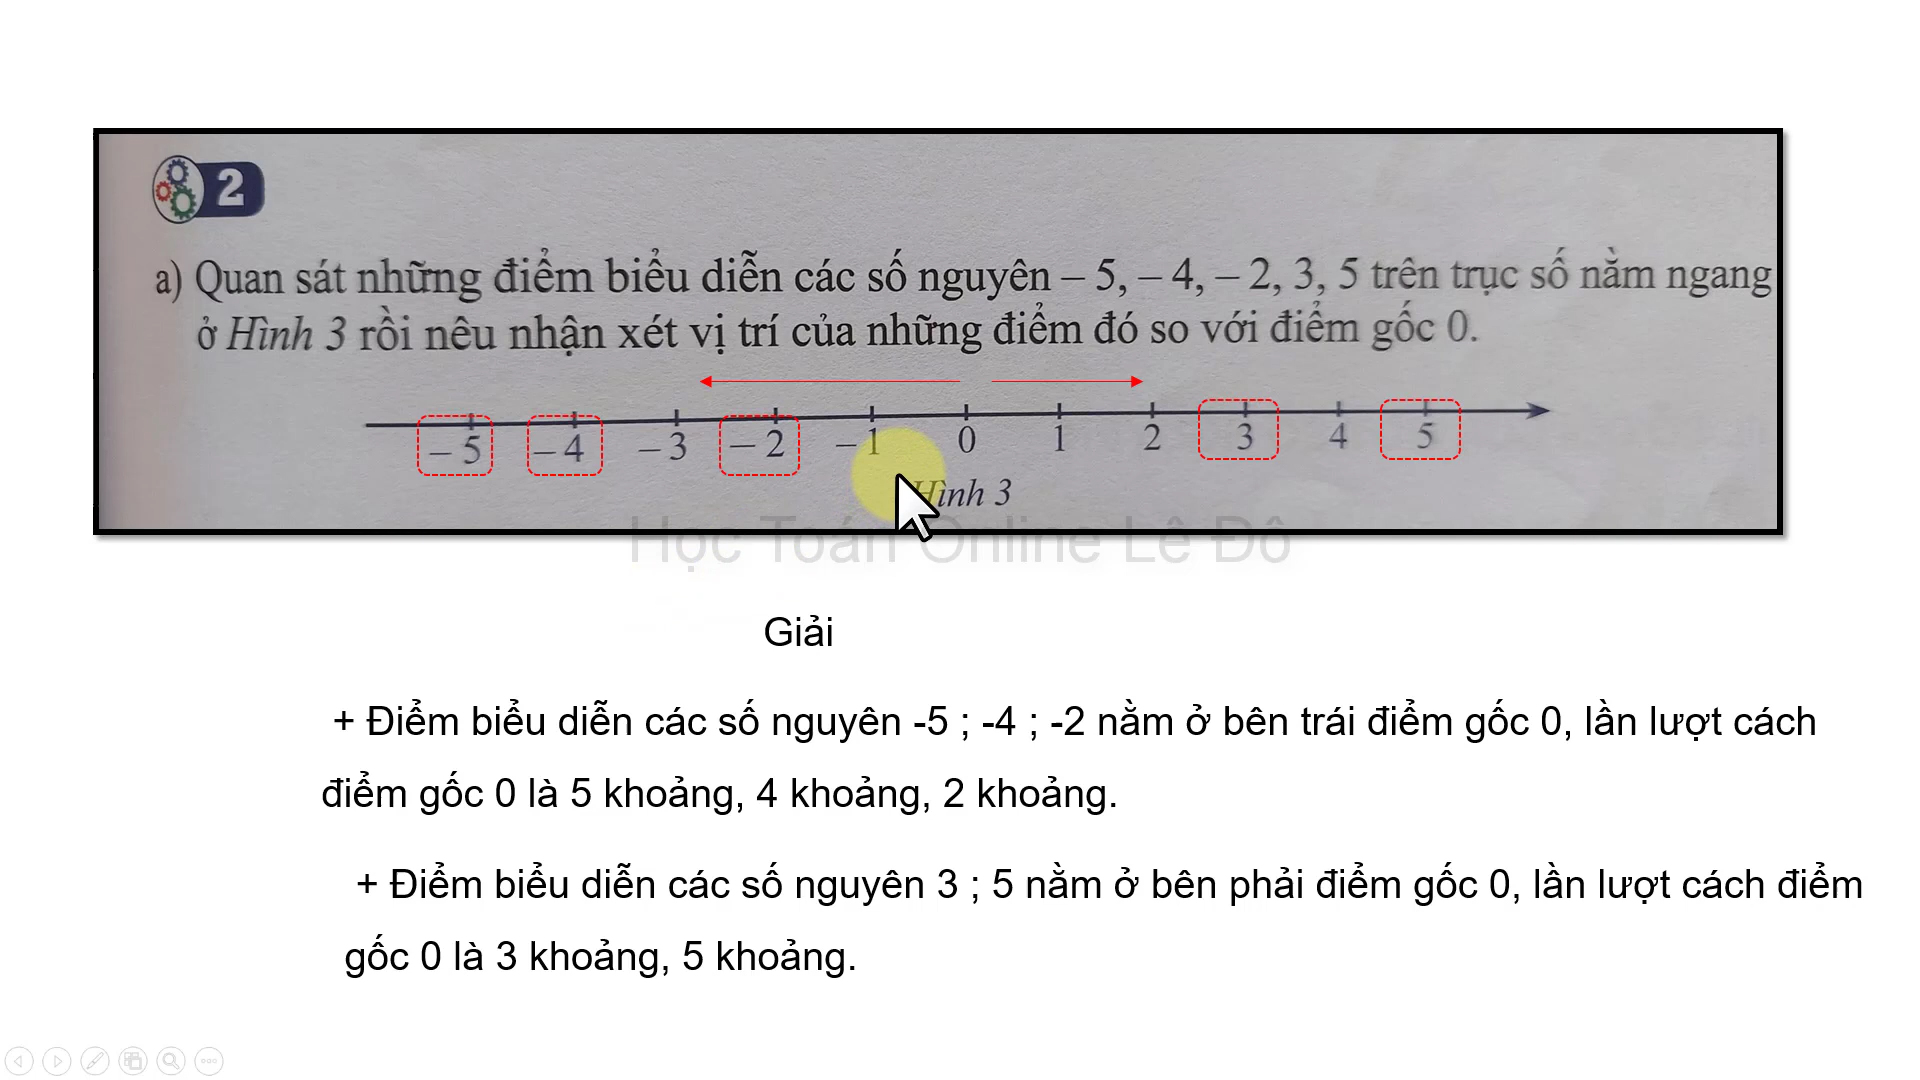 2
a) Quan sát những điểm biểu diễn các số nguyên – 5, – 4, – 2, 3, 5 trên trục số nằm ngang
ở Hình 3 rồi nêu nhận xét vị trí của những điểm đó so với điểm gốc 0.
– 5 – 4 – 3 – 2 – 1 0 1 2 3 4 5
Hình 3
Học Toán Online Lê Đô
Giải
+ Điểm biểu diễn các số nguyên -5 ; -4 ; -2 nằm ở bên trái điểm gốc 0, lần lượt cách
điểm gốc 0 là 5 khoảng, 4 khoảng, 2 khoảng.
+ Điểm biểu diễn các số nguyên 3 ; 5 nằm ở bên phải điểm gốc 0, lần lượt cách điểm
gốc 0 là 3 khoảng, 5 khoảng.